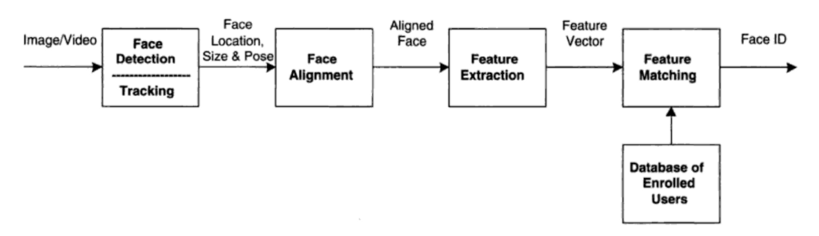 Image/Video
Face
Detection
Tracking
Face
Location,
Size & Pose
Face
Alignment
Aligned
Face
Feature
Extraction
Feature
Vector
Feature
Matching
Face ID
Database of
Enrolled
Users